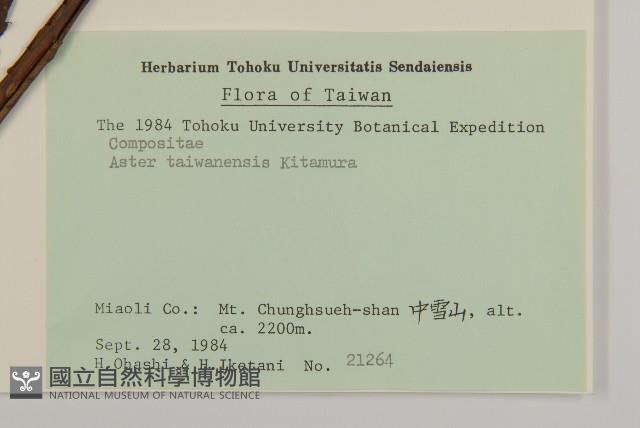 Herbarium Tohoku Universitatis Sendaiensis
Flora of Taiwan
The 1984 Tohoku University Botanical Expedition
Compositae
Aster taiwanensis Kitamura
Miaoli Co.: Mt. Chunghsueh-shan 中雪山, alt.
ca. 2200m.
Sept. 28, 1984
H.Ohashi & H.Iketani No. 21264
國立自然科學博物館
NATIONAL MUSEUM OF NATURAL SCIENCE